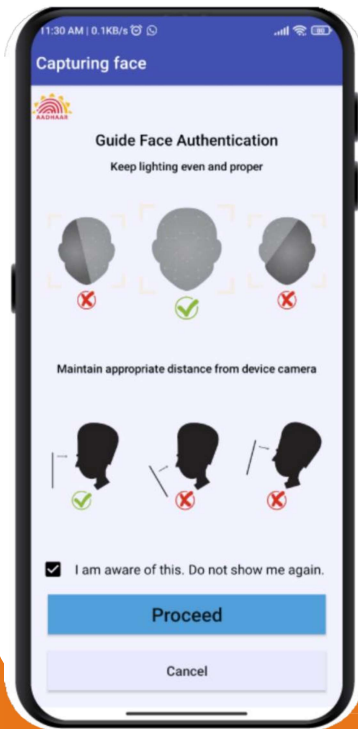 11:30 AM | 0.1KB/s
Capturing face
AADHAAR
Guide Face Authentication
Keep lighting even and proper
Maintain appropriate distance from device camera
I am aware of this. Do not show me again.
Proceed
Cancel